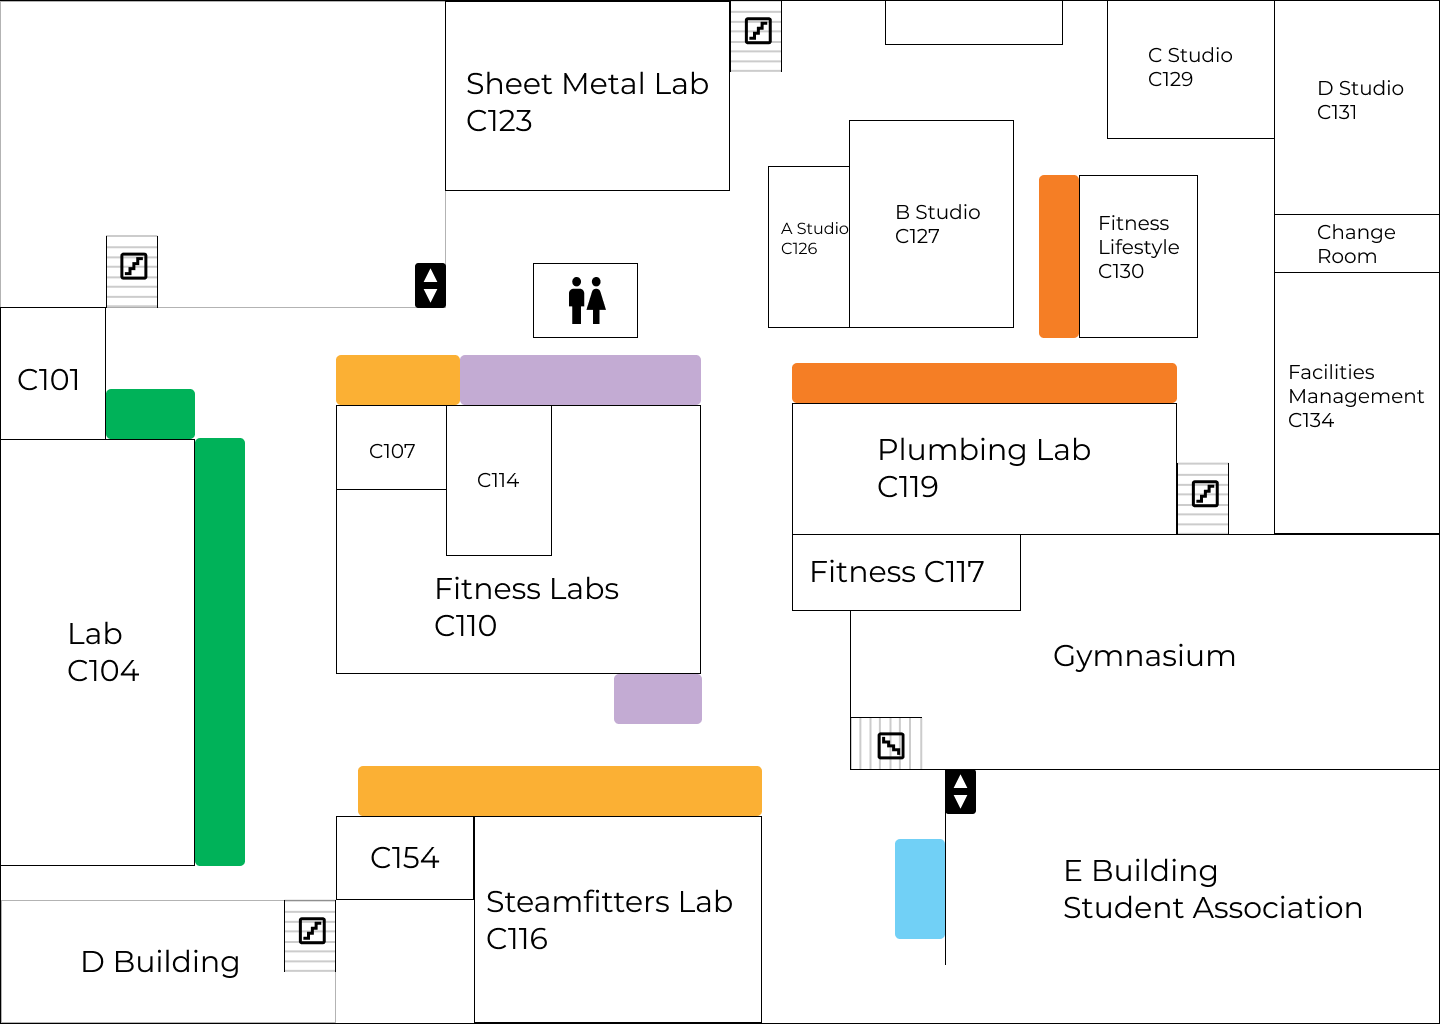 Sheet Metal Lab
C123
C Studio
C129
D Studio
C131
A Studio
C126
B Studio
C127
Fitness
Lifestyle
C130
Change
Room
C101
Facilities
Management
C134
C107
C114
Plumbing Lab
C119
Fitness Labs
C110
Fitness C117
Lab
C104
Gymnasium
C154
Steamfitters Lab
C116
E Building
Student Association
D Building